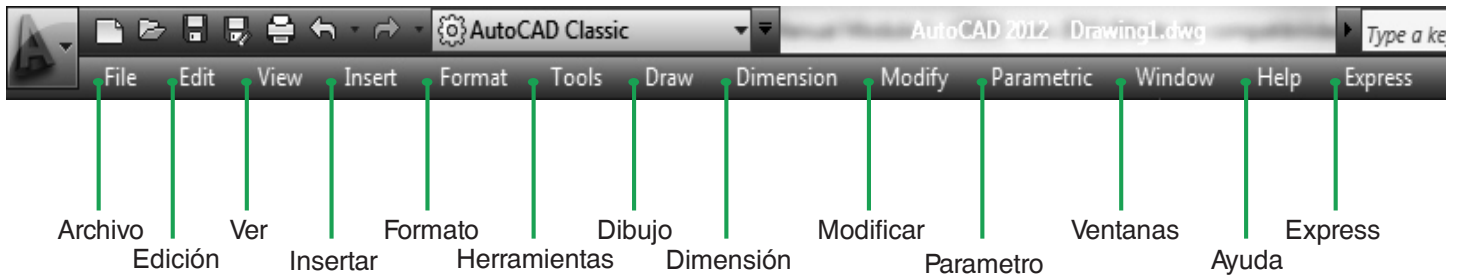 AutoCAD Classic AutoCAD 2012 Drawing1.dwg Type a ke
File Edit View Insert Format Tools Draw Dimension Modify Parametric Window Help Express
Archivo Ver Formato Dibujo Modificar Ventanas Express
Edición Insertar Herramientas Dimensión Parametro Ayuda